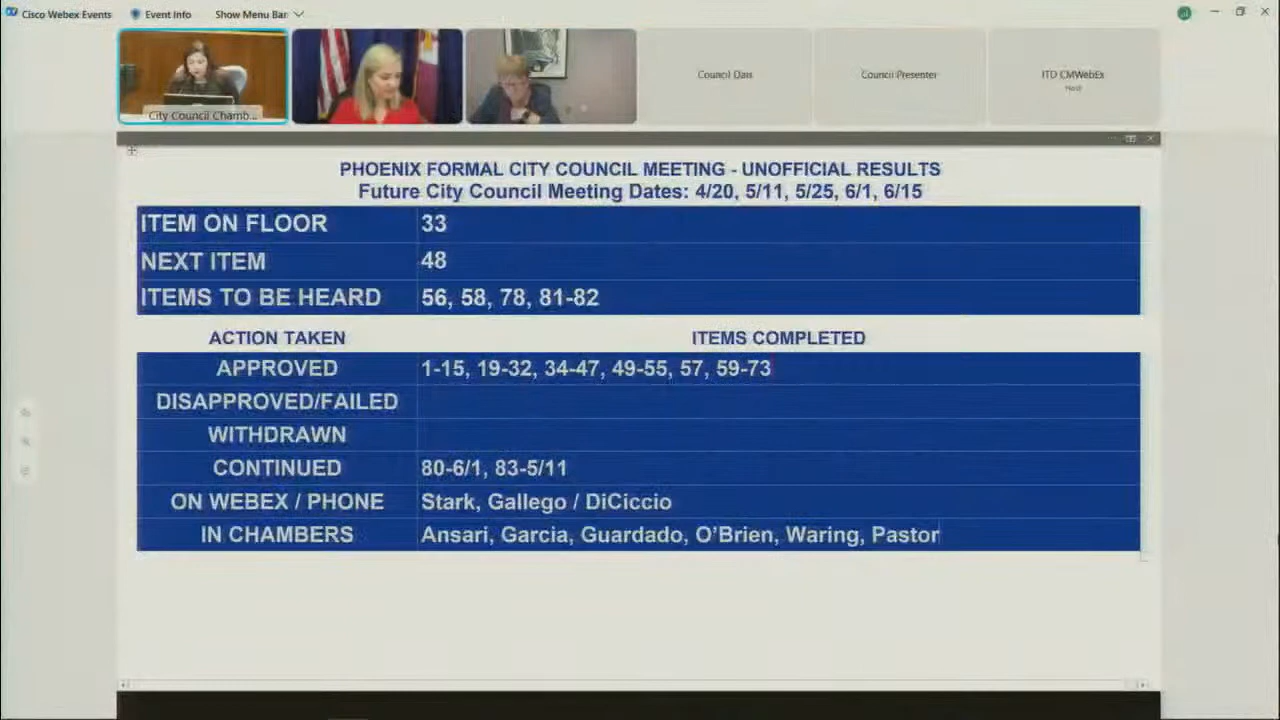 Cisco Webex Events Event Info Show Menu Bar
City Council Chamb...
Council Dais
Council Presenter
ITD CMWebEx
Host
PHOENIX FORMAL CITY COUNCIL MEETING - UNOFFICIAL RESULTS
Future City Council Meeting Dates: 4/20, 5/11, 5/25, 6/1, 6/15
ITEM ON FLOOR 33
NEXT ITEM 48
ITEMS TO BE HEARD 56, 58, 78, 81-82
ACTION TAKEN ITEMS COMPLETED
APPROVED 1-15, 19-32, 34-47, 49-55, 57, 59-73
DISAPPROVED/FAILED
WITHDRAWN
CONTINUED 80-6/1, 83-5/11
ON WEBEX / PHONE Stark, Gallego / DiCiccio
IN CHAMBERS Ansari, Garcia, Guardado, O'Brien, Waring, Pastor